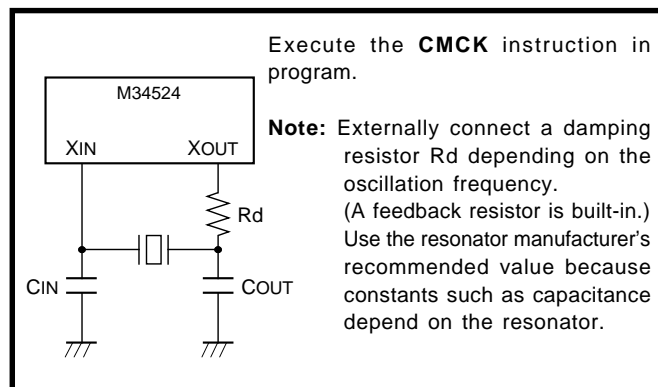 Execute the CMCK instruction in
program.
M34524
XIN XOUT
Note: Externally connect a damping
resistor Rd depending on the
oscillation frequency.
(A feedback resistor is built-in.)
Use the resonator manufacturer's
recommended value because
constants such as capacitance
depend on the resonator.
Rd
CIN COUT